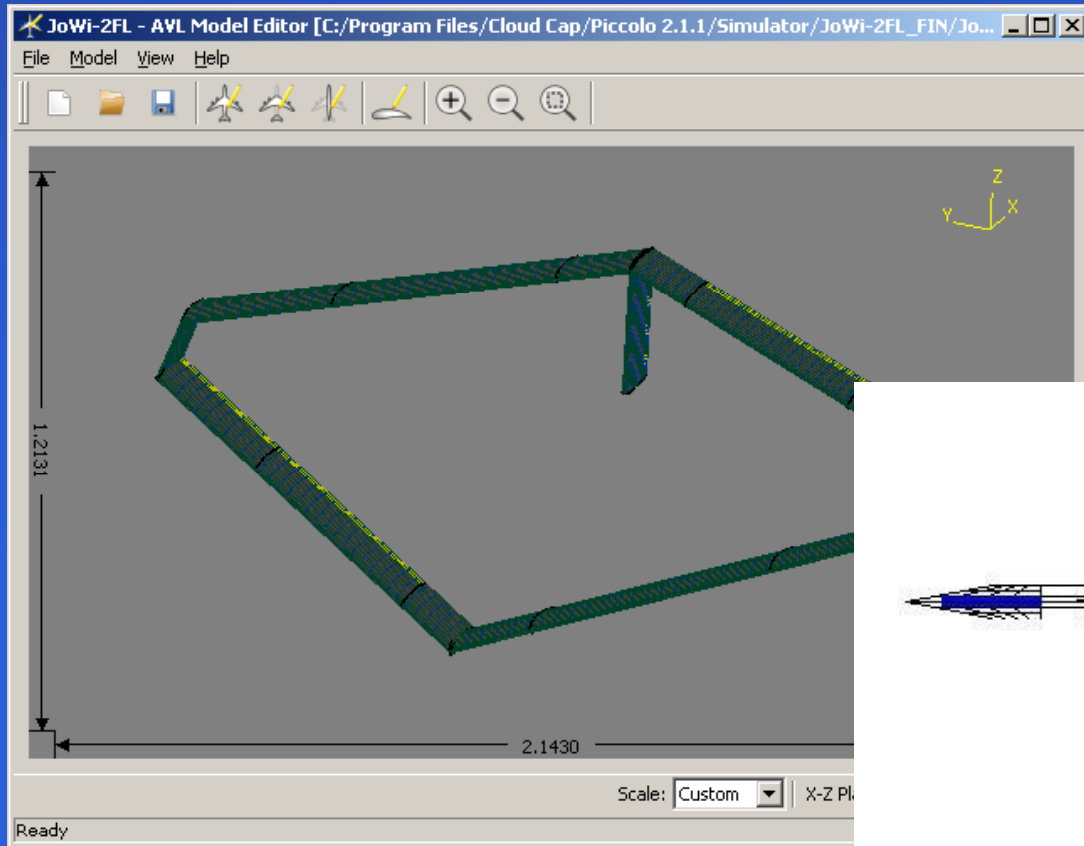 JoWi-2FL - AVL Model Editor [C:/Program Files/Cloud Cap/Piccolo 2.1.1/Simulator/JoWi-2FL_FIN/Jo...
File Model View Help
Z
Y X
1.2131
2.1430
Scale: Custom X-Z
Ready